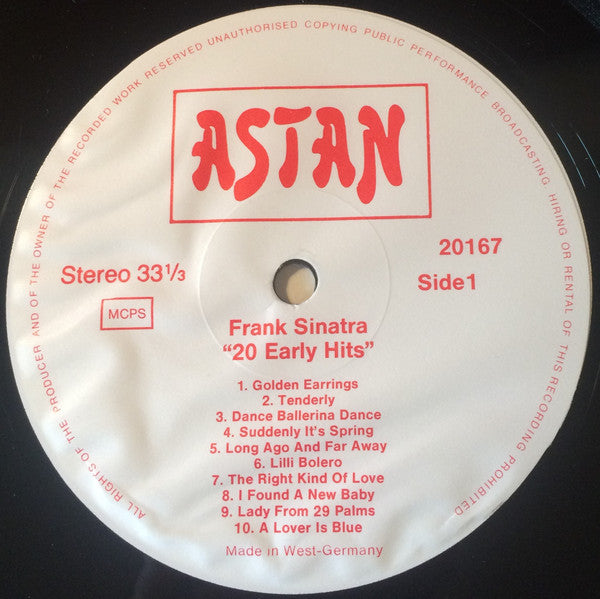 ALL RIGHTS OF THE PRODUCER AND OF THE OWNER OF THE RECORDED WORK RESERVED UNAUTHORISED COPYING PUBLIC PERFORMANCE BROADCASTING HIRING OR RENTAL OF THIS RECORDING PROHIBITED
ASTAN
20167
Stereo 33 1/3
Side 1
MCPS
Frank Sinatra
“20 Early Hits”
1. Golden Earrings
2. Tenderly
3. Dance Ballerina Dance
4. Suddenly It's Spring
5. Long Ago And Far Away
6. Lilli Bolero
7. The Right Kind Of Love
8. I Found A New Baby
9. Lady From 29 Palms
10. A Lover Is Blue
Made in West-Germany